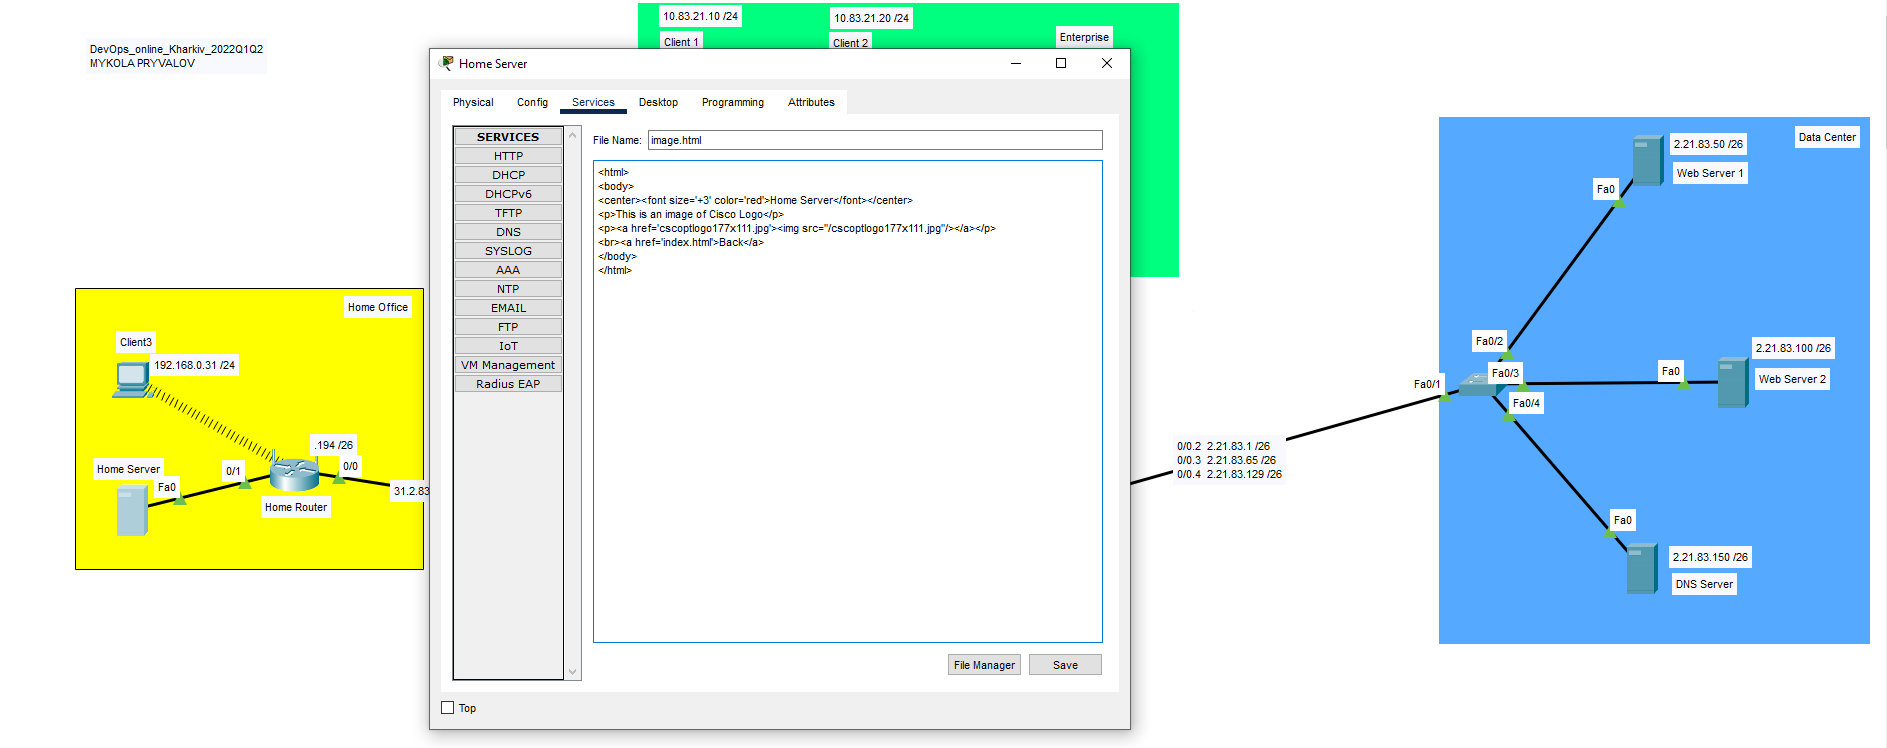 DevOps_online_Kharkiv_2022Q1Q2
MYKOLA PRYVALOV
10.83.21.10 /24
10.83.21.20 /24
Client 1
Client 2
Enterprise
Home Server
Physical
Config
Services
Desktop
Programming
Attributes
SERVICES
HTTP
DHCP
DHCPv6
TFTP
DNS
SYSLOG
AAA
NTP
EMAIL
FTP
IoT
VM Management
Radius EAP
File Name:
image.html
<html>
<body>
<center><font size='+3' color='red'>Home Server</font></center>
<p>This is an image of Cisco Logo</p>
<p><a href='cscoptlogo177x111.jpg'><img src="/cscoptlogo177x111.jpg"/></a></p>
<br><a href='index.html'>Back</a>
</body>
</html>
File Manager
Save
Top
Home Office
Client3
192.168.0.31 /24
.194 /26
0/0
0/1
Home Server
Fa0
Home Router
31.2.83
0/0.2 2.21.83.1 /26
0/0.3 2.21.83.65 /26
0/0.4 2.21.83.129 /26
Data Center
2.21.83.50 /26
Web Server 1
Fa0
Fa0/2
2.21.83.100 /26
Fa0
Web Server 2
Fa0/3
Fa0/1
Fa0/4
Fa0
2.21.83.150 /26
DNS Server